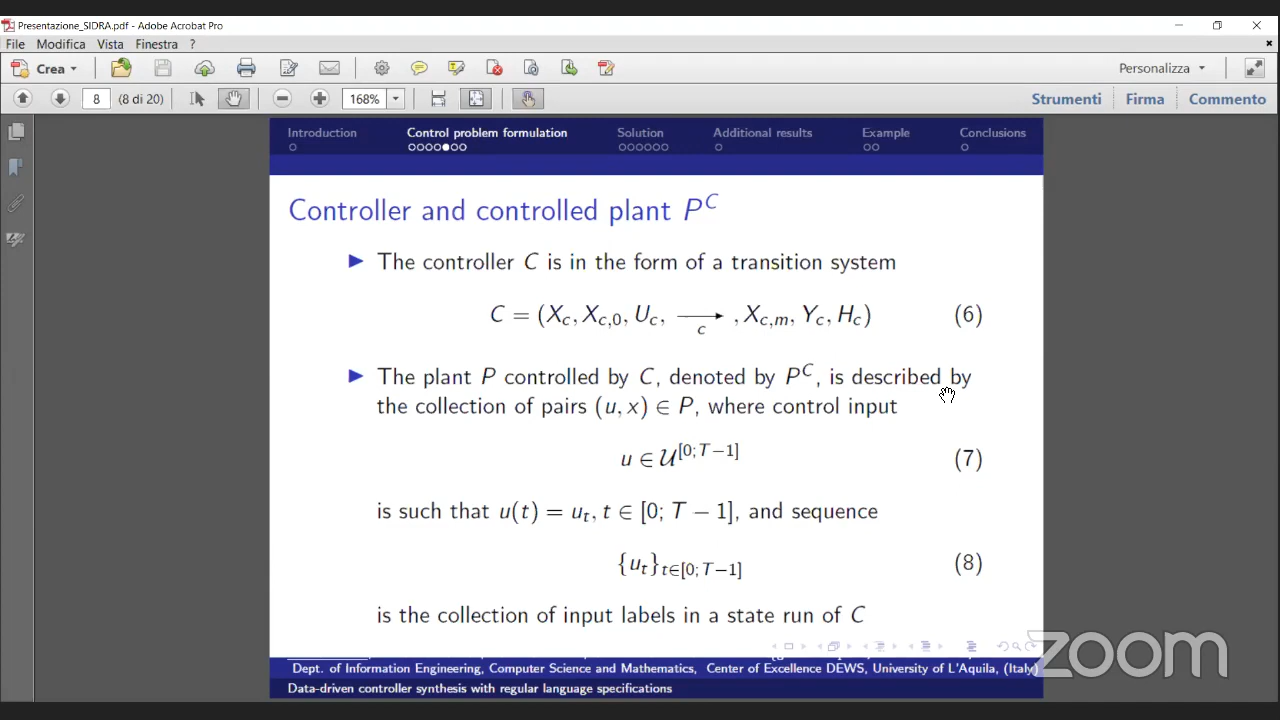 Presentazione_SIDRA.pdf - Adobe Acrobat Pro
File Modifica Vista Finestra ?
Crea Personalizza
8 (8 di 20) 168% Strumenti Firma Commento
Introduction Control problem formulation Solution Additional results Example Conclusions
Controller and controlled plant P^C
▶ The controller C is in the form of a transition system
C = (X_c, X_{c,0}, U_c, ⟶_c , X_{c,m}, Y_c, H_c) (6)
▶ The plant P controlled by C, denoted by P^C, is described by
the collection of pairs (u, x) ∈ P, where control input
u ∈ 𝒰^{[0;T−1]} (7)
is such that u(t) = u_t, t ∈ [0; T − 1], and sequence
{u_t}_{t∈[0;T−1]} (8)
is the collection of input labels in a state run of C
Dept. of Information Engineering, Computer Science and Mathematics, Center of Excellence DEWS, University of L'Aquila, (Italy)
Data-driven controller synthesis with regular language specifications
zoom